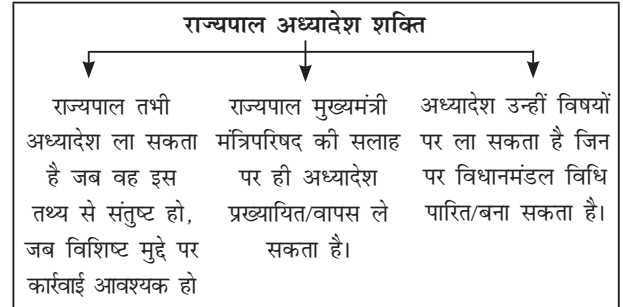 राज्यपाल अध्यादेश शक्ति
राज्यपाल तभी
अध्यादेश ला सकता
है जब वह इस
तथ्य से संतुष्ट हो,
जब विशिष्ट मुद्दे पर
कार्रवाई आवश्यक हो
राज्यपाल मुख्यमंत्री
मंत्रिपरिषद की सलाह
पर ही अध्यादेश
प्रख्यायित/वापस ले
सकता है।
अध्यादेश उन्हीं विषयों
पर ला सकता है जिन
पर विधानमंडल विधि
पारित/बना सकता है।